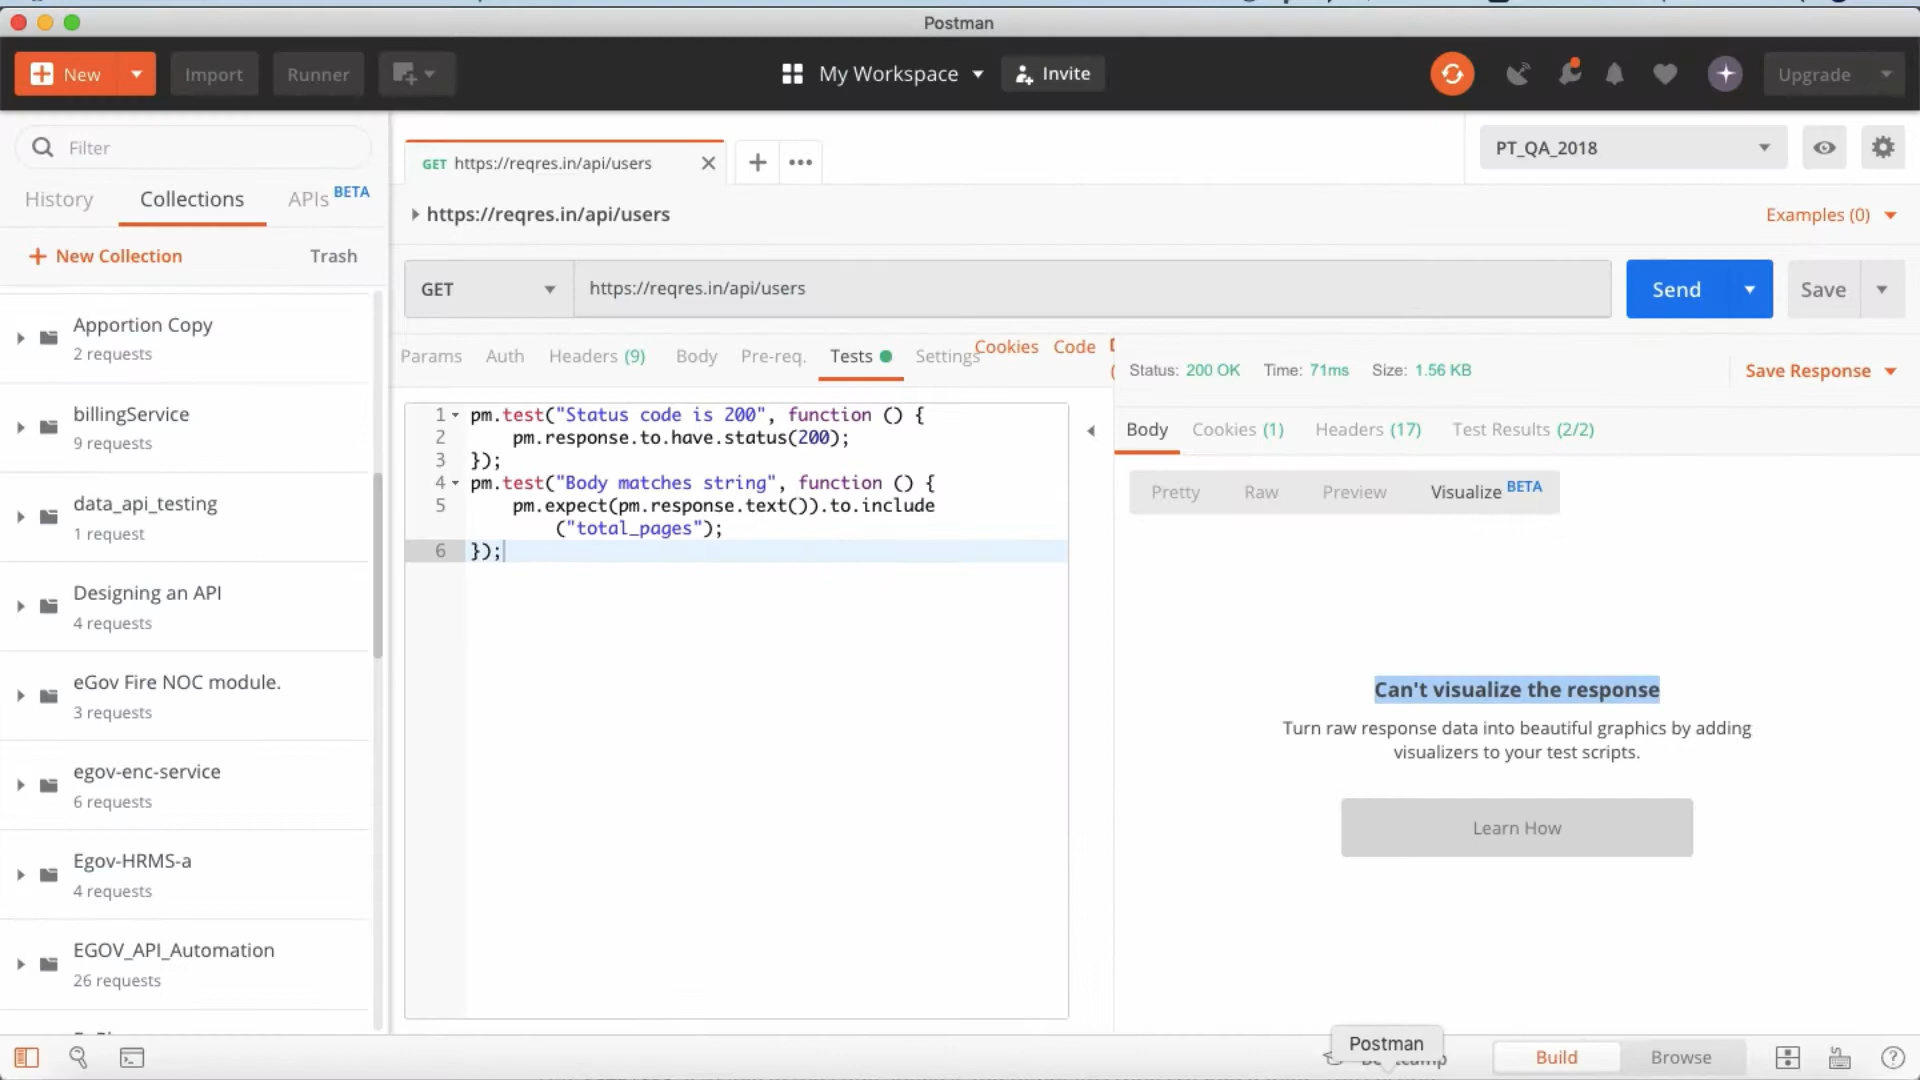 Postman
New
Import
Runner
My Workspace
Invite
Upgrade
Filter
History
Collections
APIs BETA
New Collection
Trash
Apportion Copy
2 requests
billingService
9 requests
data_api_testing
1 request
Designing an API
4 requests
eGov Fire NOC module.
3 requests
egov-enc-service
6 requests
Egov-HRMS-a
4 requests
EGOV_API_Automation
26 requests
GET https://reqres.in/api/users
PT_QA_2018
https://reqres.in/api/users
Examples (0)
GET
https://reqres.in/api/users
Send
Save
Params
Auth
Headers (9)
Body
Pre-req.
Tests
Settings
Cookies
Code
1 pm.test("Status code is 200", function () {
2 pm.response.to.have.status(200);
3 });
4 pm.test("Body matches string", function () {
5 pm.expect(pm.response.text()).to.include
("total_pages");
6 });
Status: 200 OK
Time: 71ms
Size: 1.56 KB
Save Response
Body
Cookies (1)
Headers (17)
Test Results (2/2)
Pretty
Raw
Preview
Visualize BETA
Can't visualize the response
Turn raw response data into beautiful graphics by adding
visualizers to your test scripts.
Learn How
Postman
Build
Browse